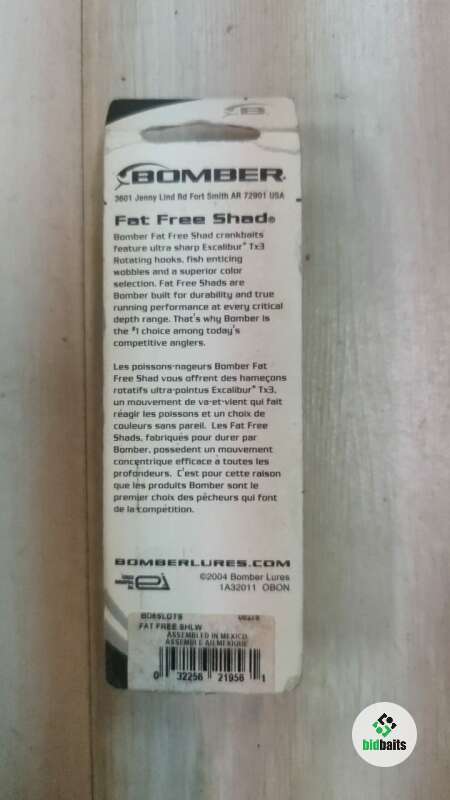 BOMBER®
3601 Jenny Lind Rd Fort Smith AR 72901 USA
Fat Free Shad®
Bomber Fat Free Shad crankbaits
feature ultra sharp Excalibur® Tx3
Rotating hooks, fish enticing
wobbles and a superior color
selection. Fat Free Shads are
Bomber built for durability and true
running performance at every critical
depth range. That's why Bomber is
the #1 choice among today's
competitive anglers.
Les poissons-nageurs Bomber Fat
Free Shad vous offrent des hameçons
rotatifs ultra-pointus Excalibur® Tx3,
un mouvement de va-et-vient qui fait
réagir les poissons et un choix de
couleurs sans pareil. Les Fat Free
Shads, fabriqués pour durer par
Bomber, possedent un mouvement
concentrique efficace à toutes les
profondeurs. C'est pour cette raison
que les produits Bomber sont le
premier choix des pêcheurs qui font
de la compétition.
BOMBERLURES.COM
©2004 Bomber Lures
1A32011 OBON
FAT FREE SHLW
ASSEMBLED IN MEXICO
ASSEMBLE AU MEXIQUE
0 32256 21956 1
bidbaits